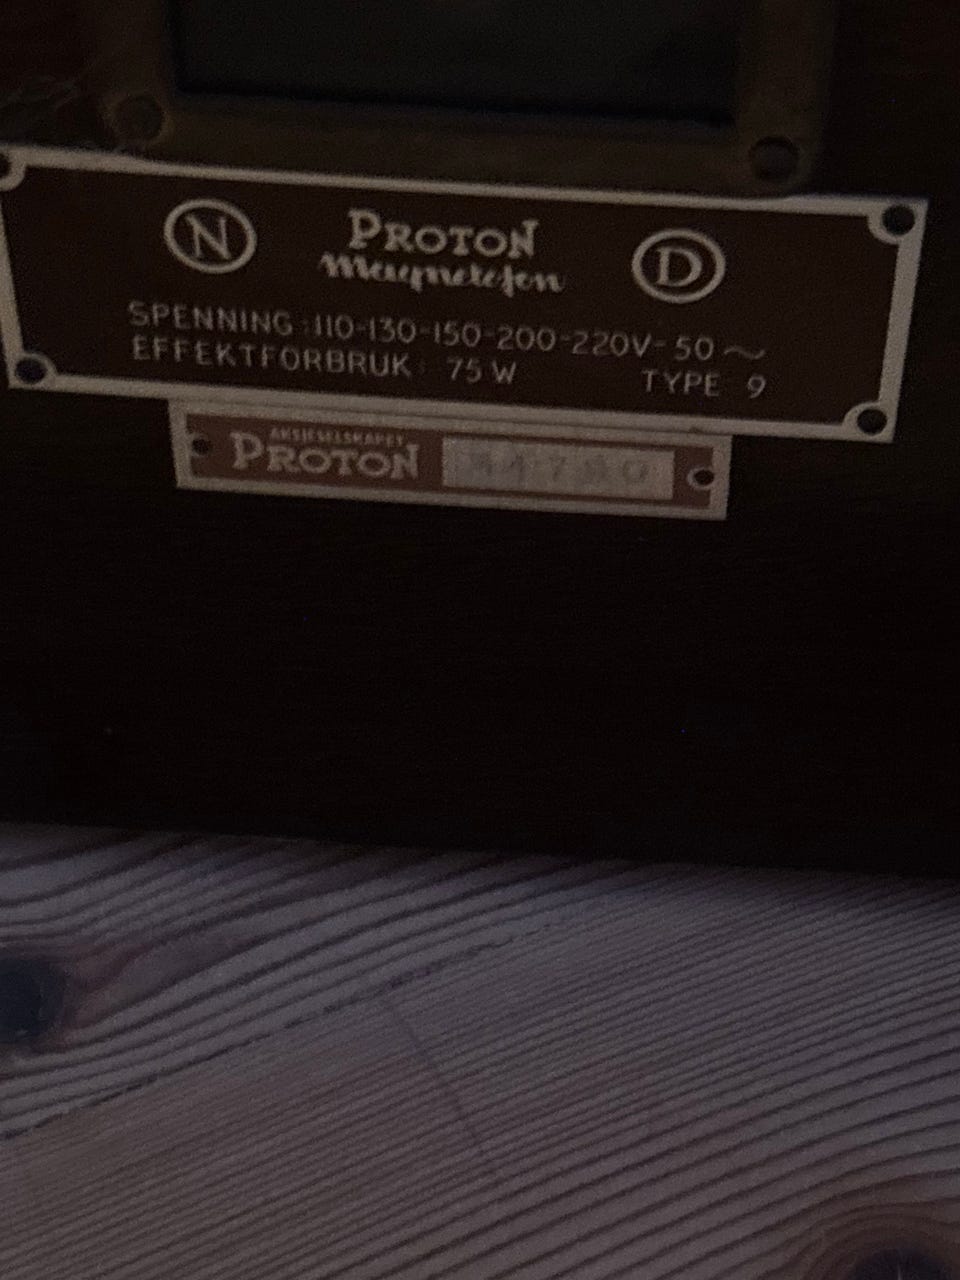 N PROTON D
Magnetofon
SPENNING : 110-130-150-200-220V-50～
EFFEKTFORBRUK : 75 W TYPE 9
AKSJESELSKAPET
PROTON